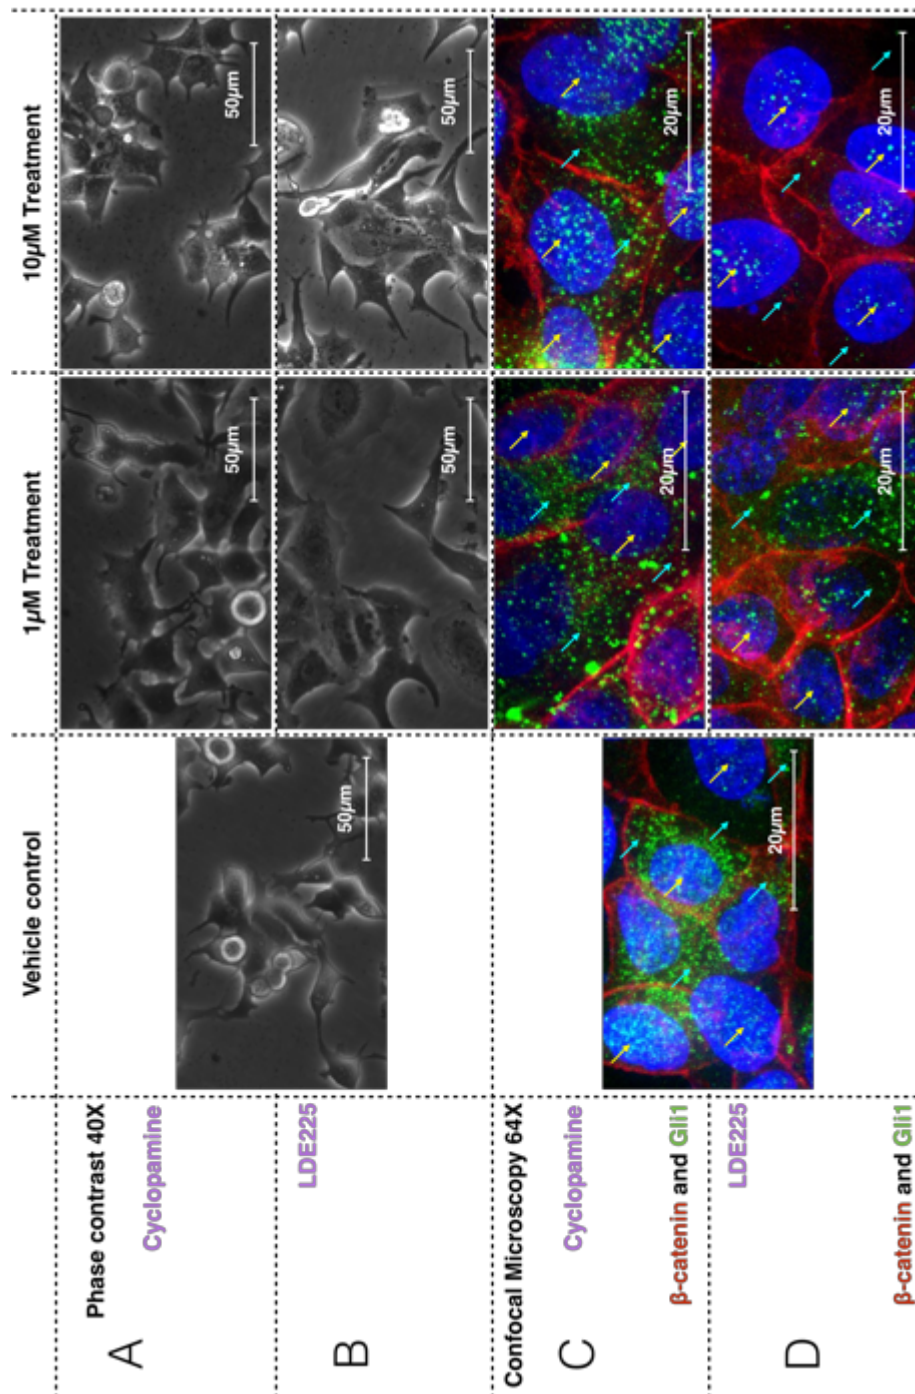 Vehicle control
1µM Treatment
10µM Treatment
A
Phase contrast 40X
Cyclopamine
50µm
50µm
50µm
B
LDE225
50µm
50µm
C
Confocal Microscopy 64X
Cyclopamine
β-catenin and Gli1
20µm
20µm
20µm
D
LDE225
β-catenin and Gli1
20µm
20µm